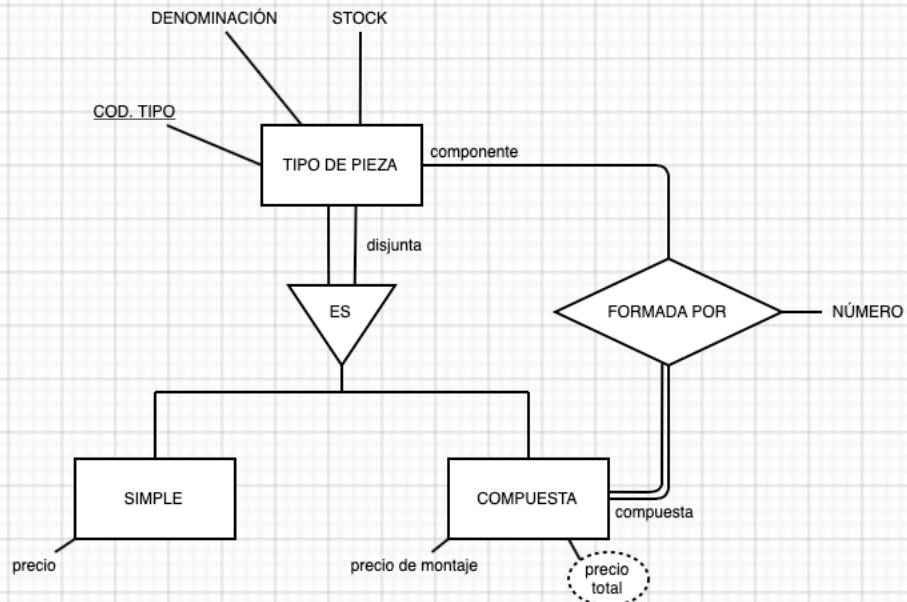 DENOMINACIÓN
STOCK
COD. TIPO
TIPO DE PIEZA
componente
disjunta
ES
FORMADA POR
NÚMERO
SIMPLE
COMPUESTA
compuesta
precio
precio de montaje
precio
total